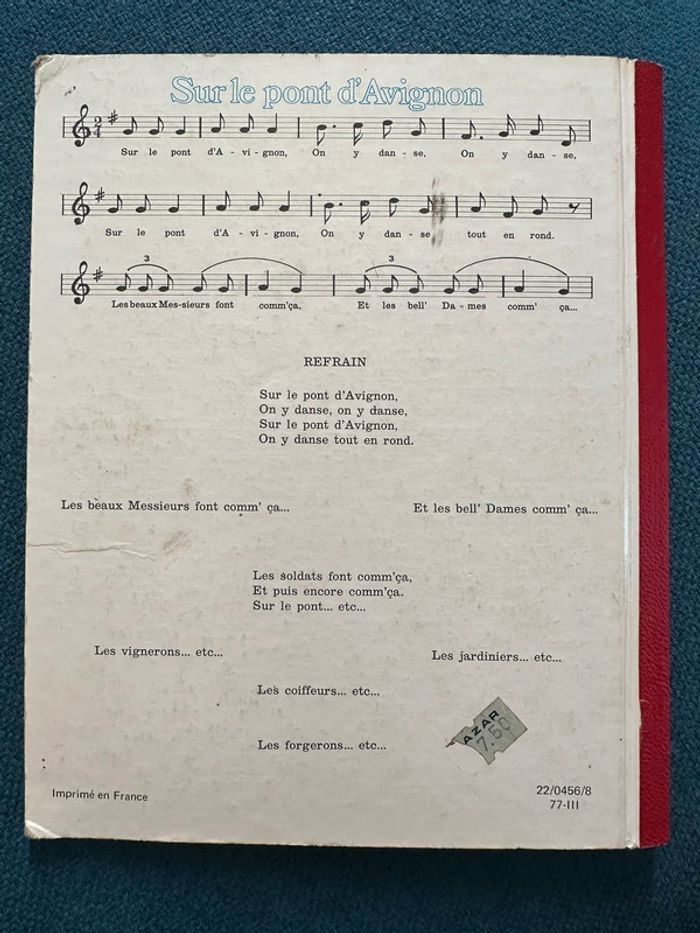 Sur le pont d'Avignon
2
4
Sur le pont d'A - vi - gnon, On y dan - se, On y dan - se,
Sur le pont d'A - vi - gnon, On y dan - se tout en rond.
3 3
Les beaux Mes-sieurs font comm'ça, Et les bell' Da - mes comm' ça...
REFRAIN
Sur le pont d'Avignon,
On y danse, on y danse,
Sur le pont d'Avignon,
On y danse tout en rond.
Les beaux Messieurs font comm' ça...
Et les bell' Dames comm' ça...
Les soldats font comm'ça,
Et puis encore comm'ça.
Sur le pont... etc...
Les vignerons... etc...
Les jardiniers... etc...
Les coiffeurs... etc...
AZAR
7.50
Les forgerons... etc...
Imprimé en France
22/0456/8
77-III